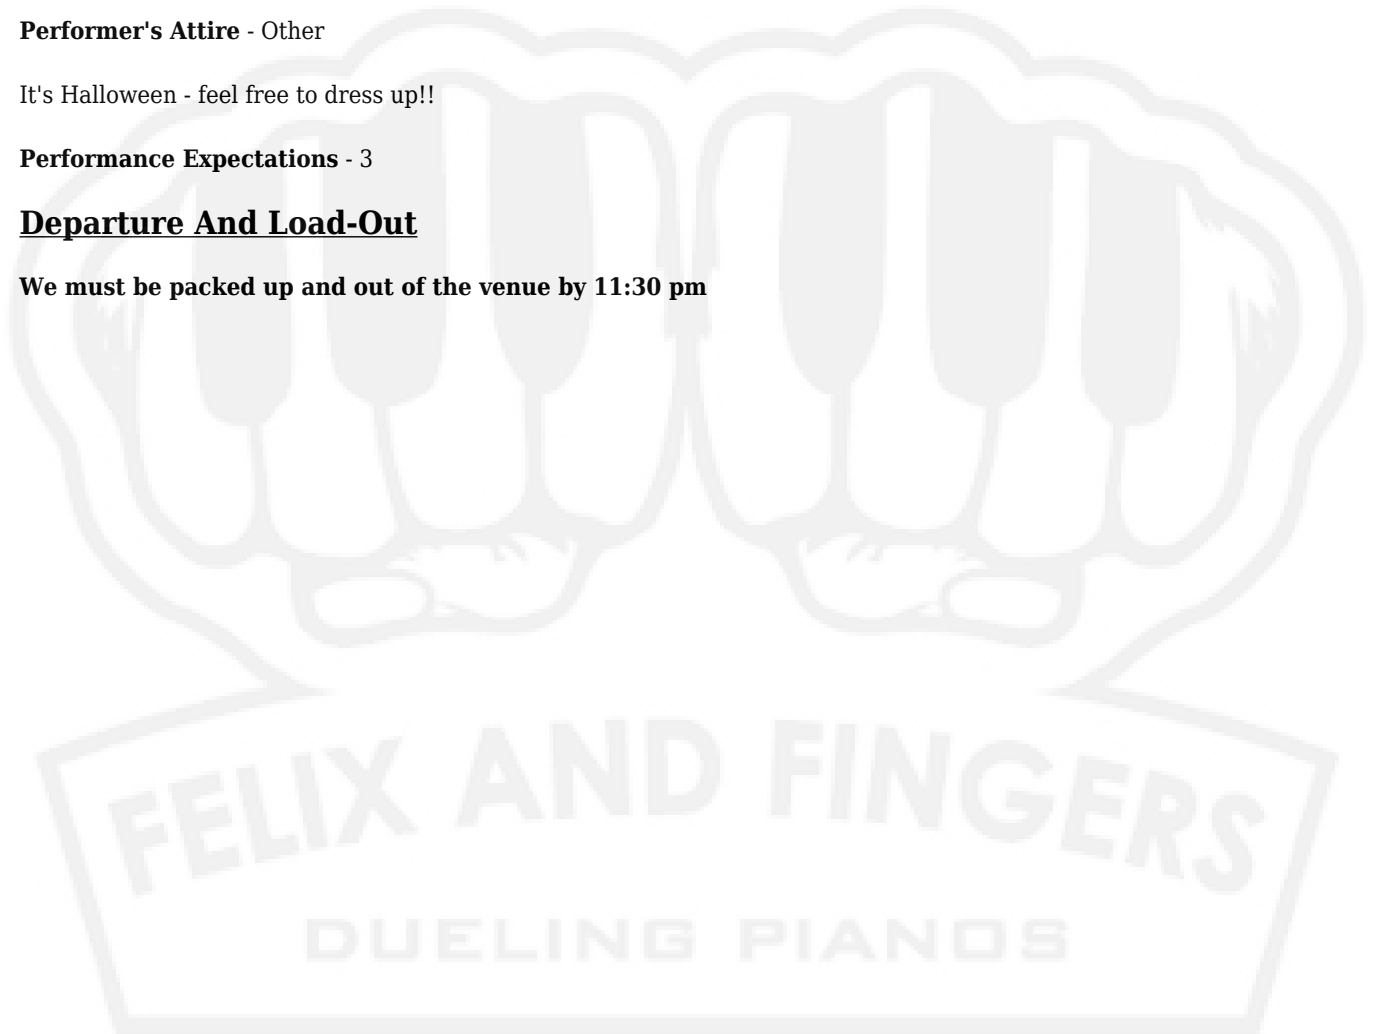 Performer's Attire - Other
It's Halloween - feel free to dress up!!
Performance Expectations - 3
Departure And Load-Out
We must be packed up and out of the venue by 11:30 pm
FELIX AND FINGERS
DUELING PIANOS